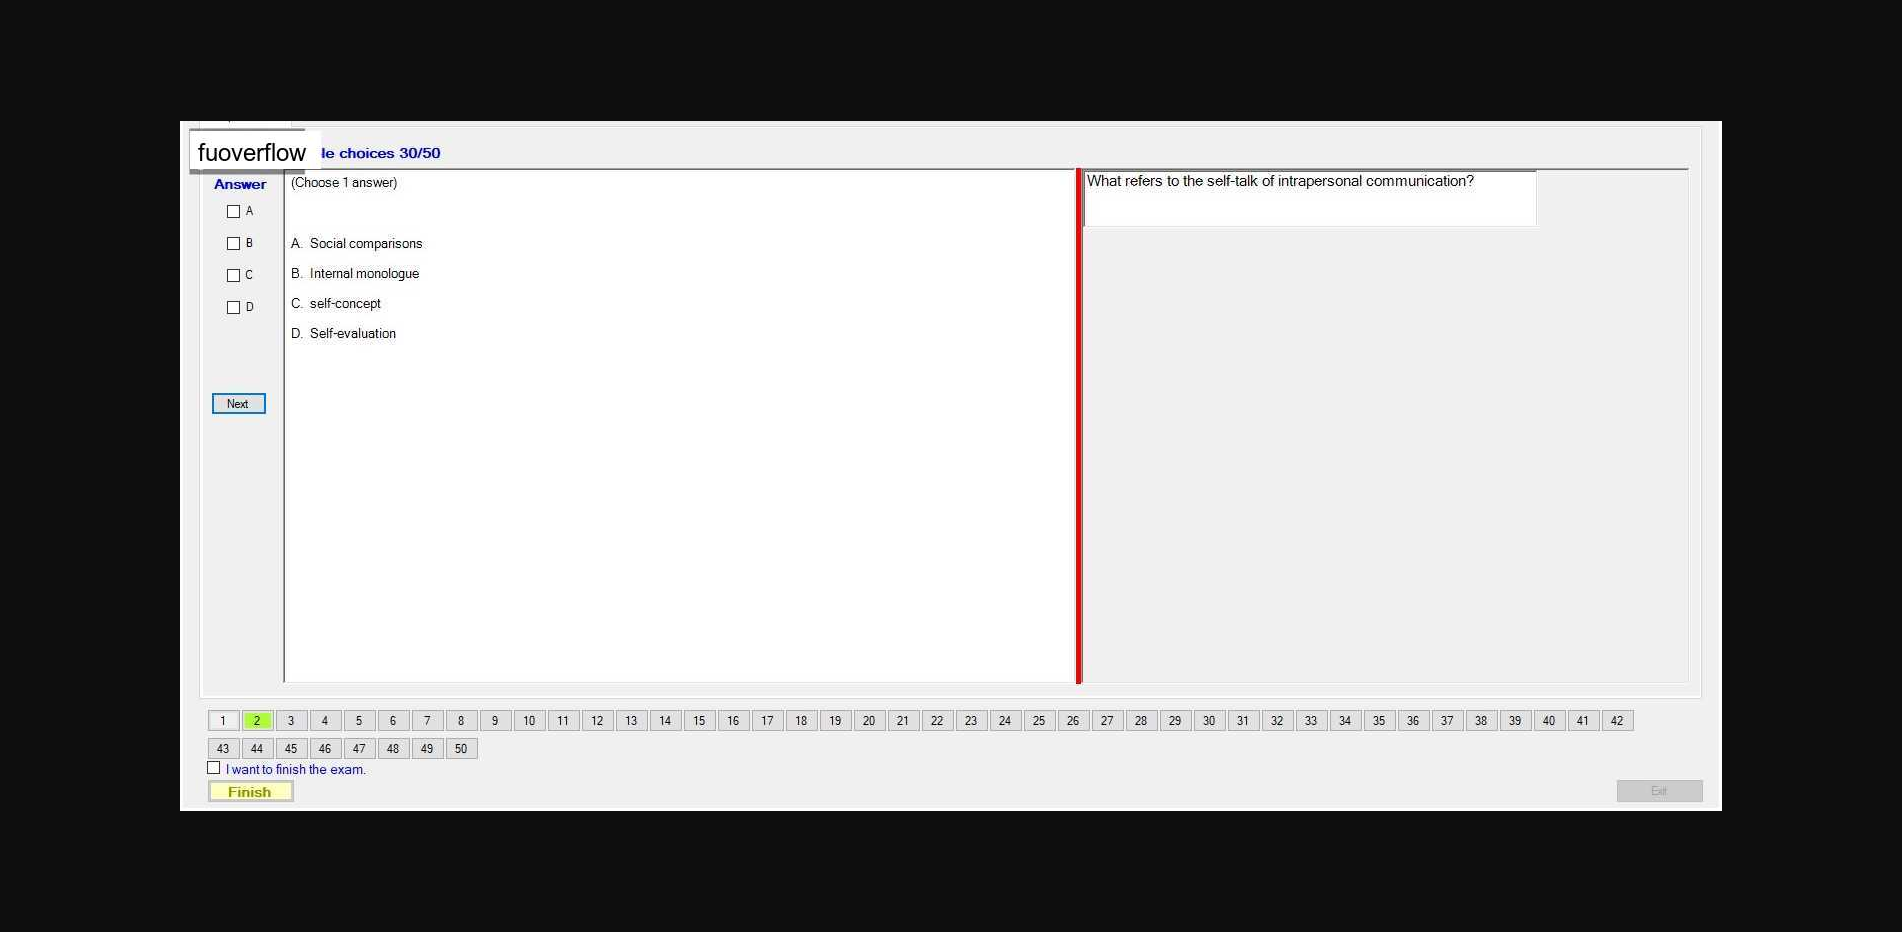 fuoverflow
le choices 30/50
Answer
(Choose 1 answer)
What refers to the self-talk of intrapersonal communication?
A
B
C
D
A. Social comparisons
B. Internal monologue
C. self-concept
D. Self-evaluation
Next
1 2 3 4 5 6 7 8 9 10 11 12 13 14 15 16 17 18 19 20 21 22 23 24 25 26 27 28 29 30 31 32 33 34 35 36 37 38 39 40 41 42
43 44 45 46 47 48 49 50
I want to finish the exam.
Finish
Exit